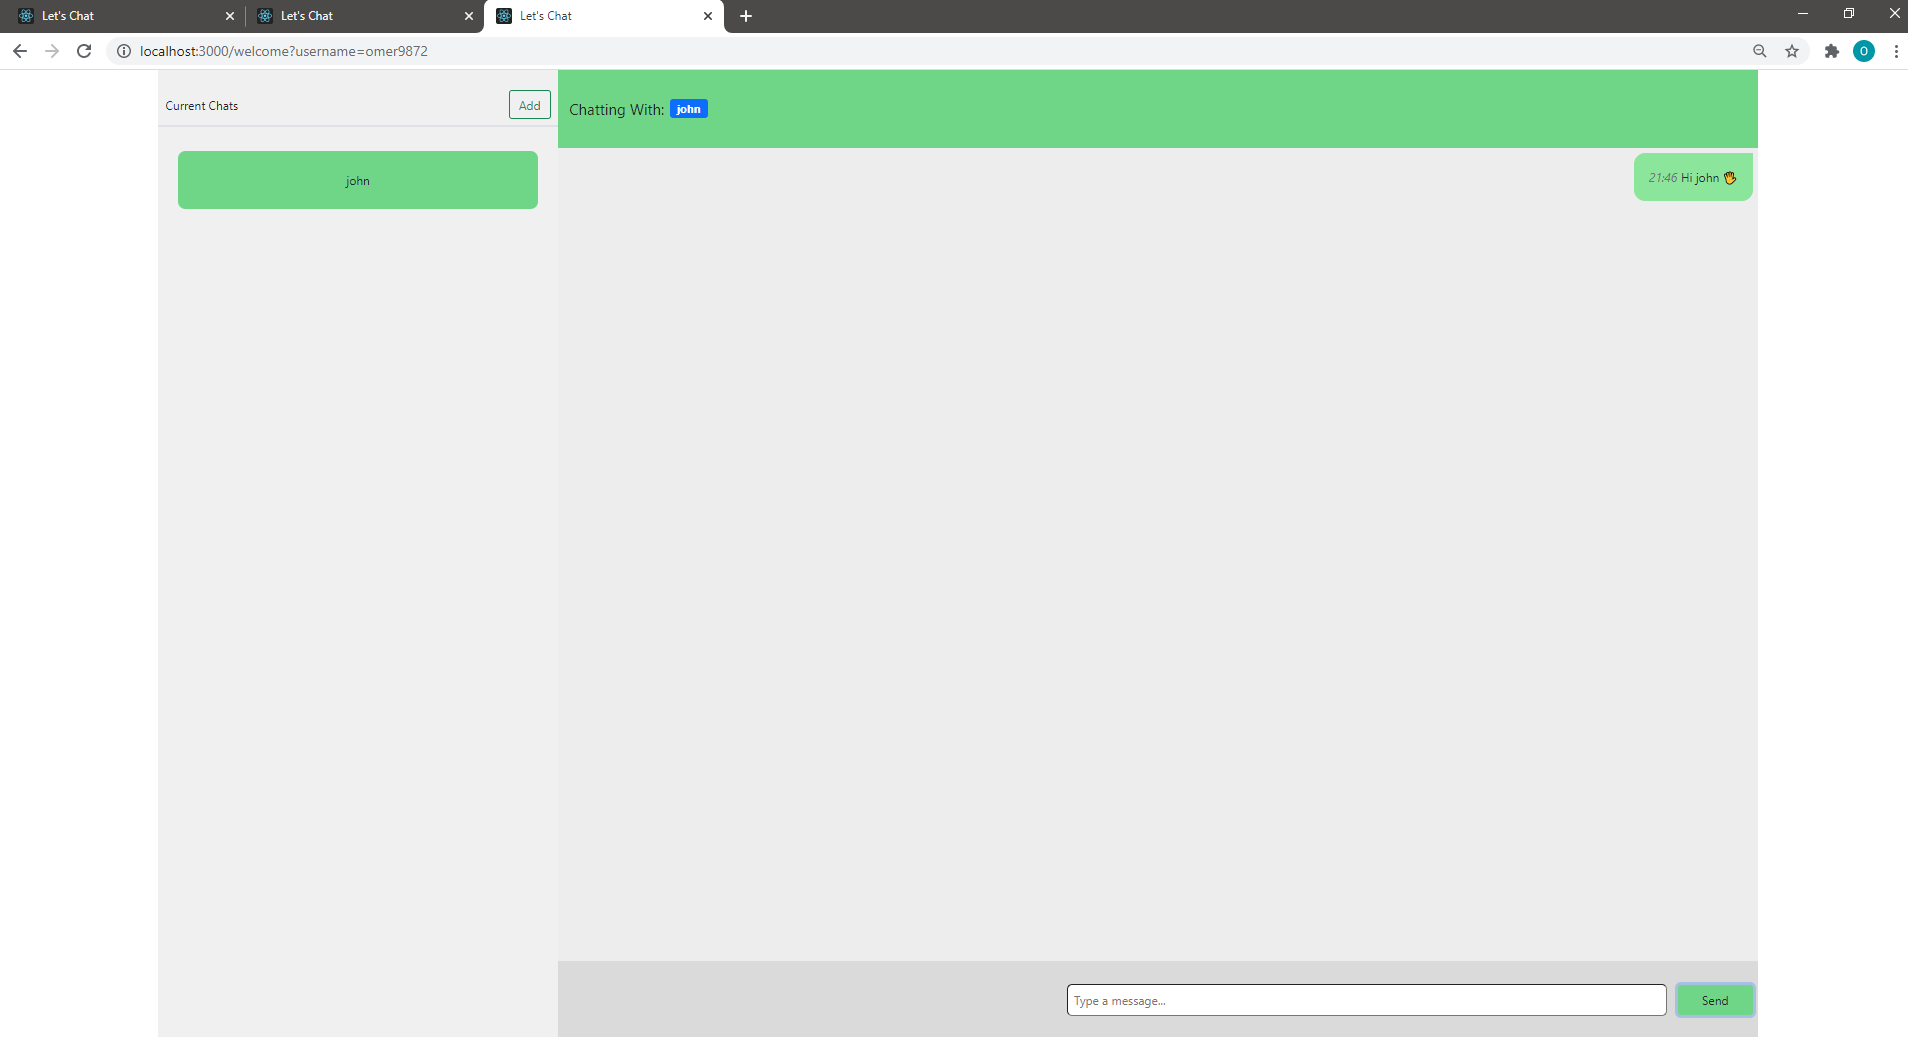 Let's Chat
Let's Chat
Let's Chat
localhost:3000/welcome?username=omer9872
O
Current Chats
Add
Chatting With: john
john
21:46 Hi john 🖐
Type a message...
Send